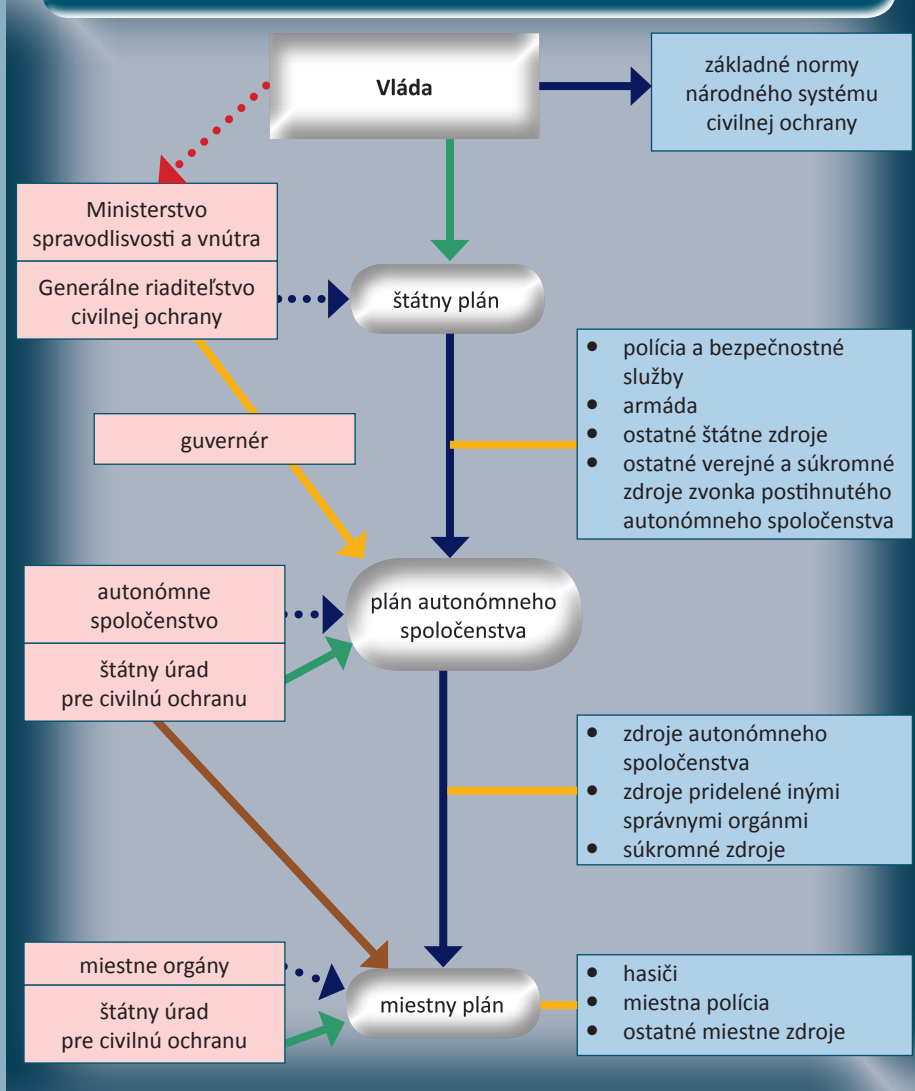 Vláda
základné normy
národného systému
civilnej ochrany
Ministerstvo
spravodlisvosti a vnútra
Generálne riaditeľstvo
civilnej ochrany
štátny plán
• polícia a bezpečnostné
služby
• armáda
• ostatné štátne zdroje
• ostatné verejné a súkromné
zdroje zvonka postihnutého
autonómneho spoločenstva
guvernér
autonómne
spoločenstvo
štátny úrad
pre civilnú ochranu
plán autonómneho
spoločenstva
• zdroje autonómneho
spoločenstva
• zdroje pridelené inými
správnymi orgánmi
• súkromné zdroje
miestne orgány
štátny úrad
pre civilnú ochranu
miestny plán
• hasiči
• miestna polícia
• ostatné miestne zdroje